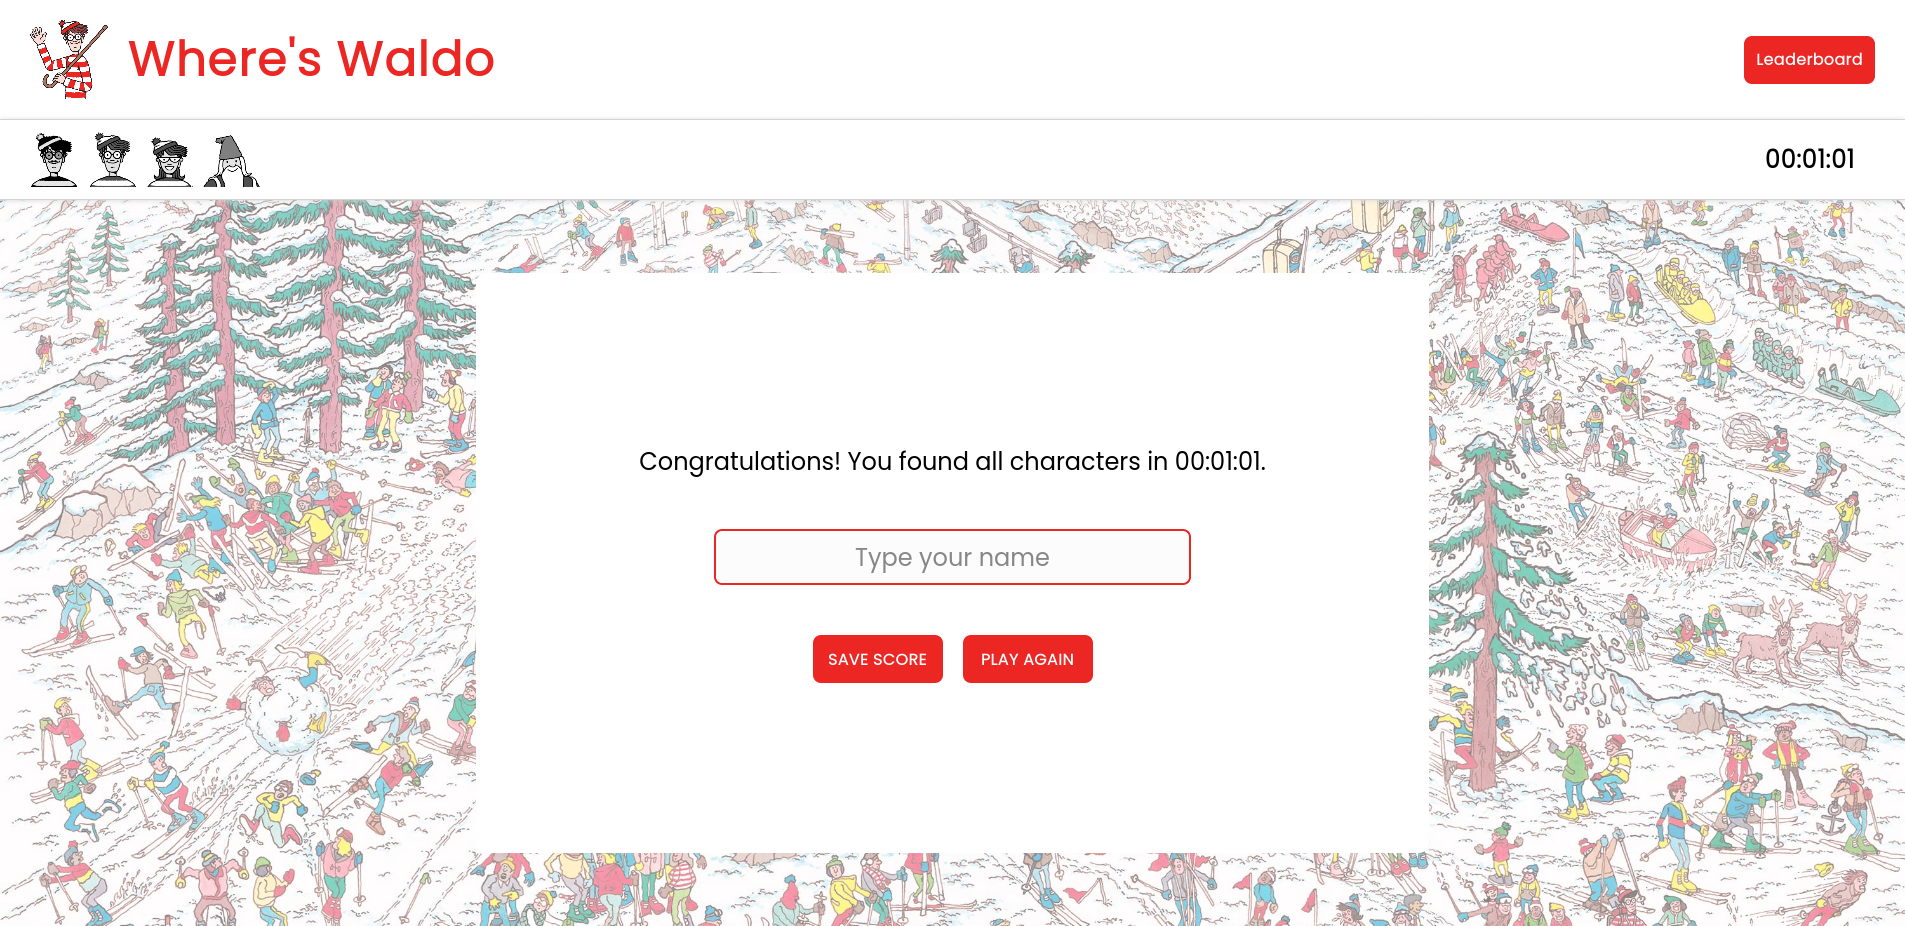 Where's Waldo
Leaderboard
00:01:01
Congratulations! You found all characters in 00:01:01.
Type your name
SAVE SCORE
PLAY AGAIN